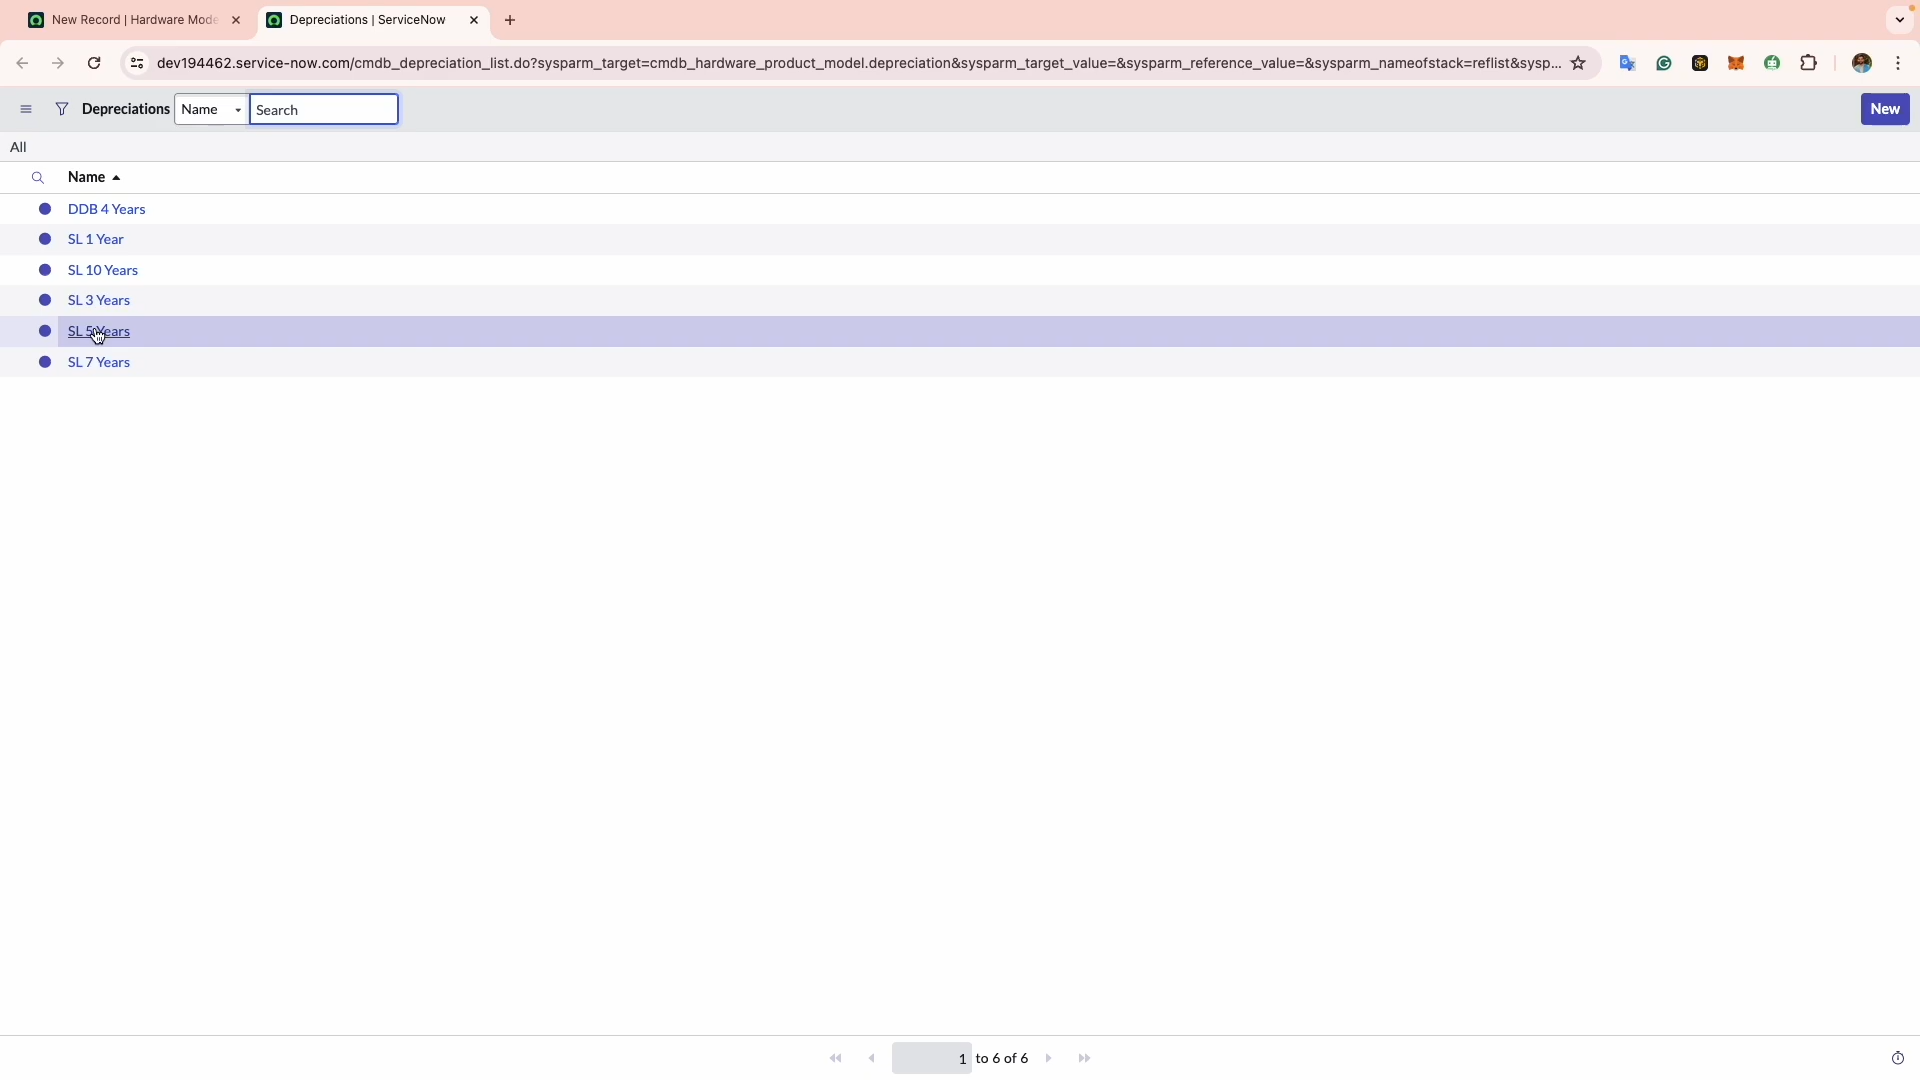 New Record | Hardware Mode
Depreciations | ServiceNow
dev194462.service-now.com/cmdb_depreciation_list.do?sysparm_target=cmdb_hardware_product_model.depreciation&sysparm_target_value=&sysparm_reference_value=&sysparm_nameofstack=reflist&sysp...
Depreciations Name Search New
All
Name
DDB 4 Years
SL 1 Year
SL 10 Years
SL 3 Years
SL 5 Years
SL 7 Years
1 to 6 of 6